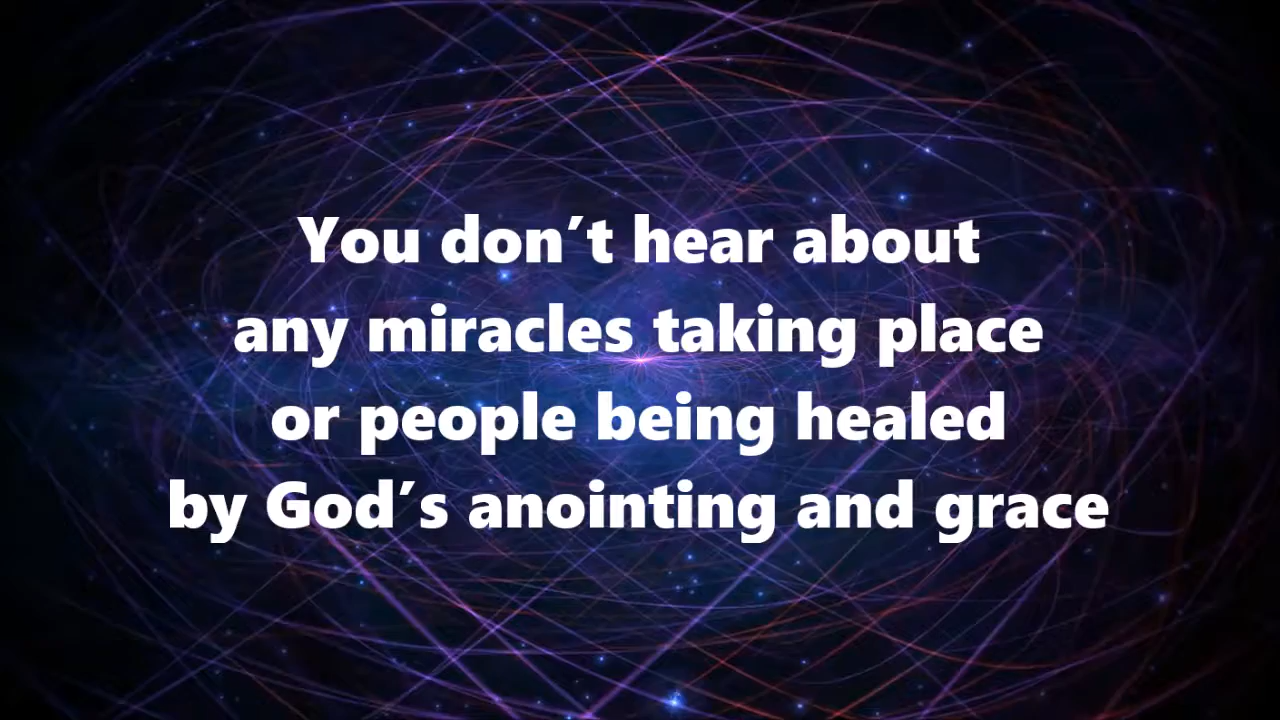 You don’t hear about
any miracles taking place
or people being healed
by God’s anointing and grace